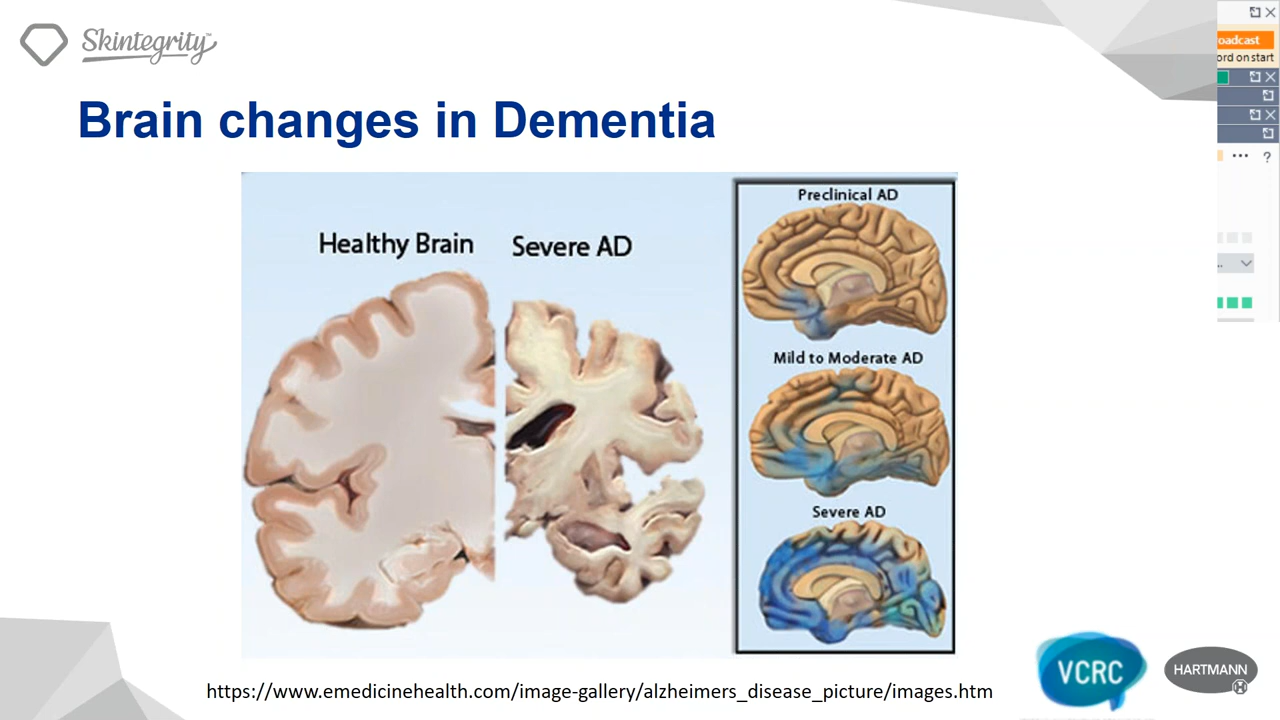 Skintegrity™
Brain changes in Dementia
Healthy Brain
Severe AD
Preclinical AD
Mild to Moderate AD
Severe AD
https://www.emedicinehealth.com/image-gallery/alzheimers_disease_picture/images.htm
VCRC
HARTMANN
oadcast
ord on start
... ?
..